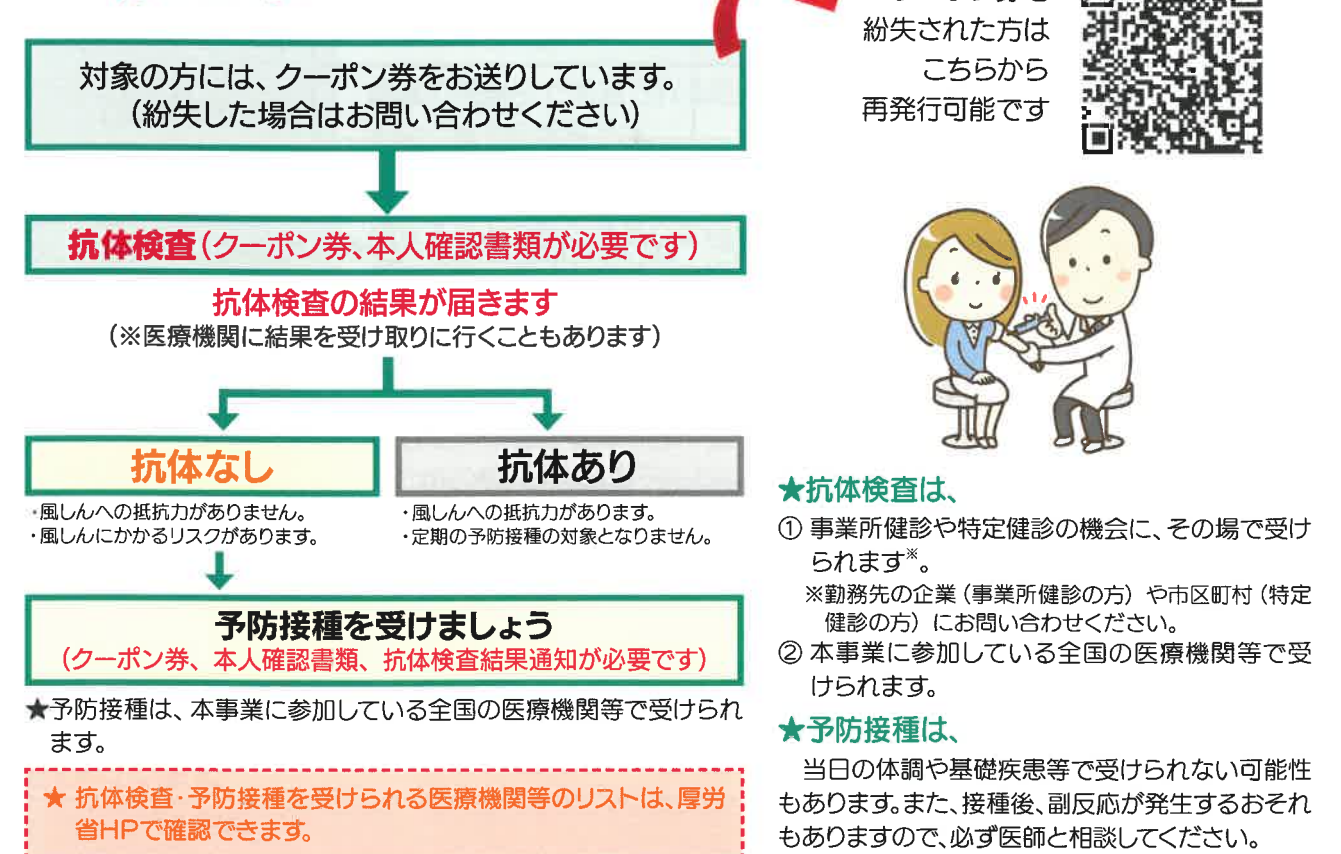 対象の方には、クーポン券をお送りしています。
(紛失した場合はお問い合わせください)
抗体検査(クーポン券、本人確認書類が必要です)
抗体検査の結果が届きます
(※医療機関に結果を受け取りに行くこともあります)
抗体なし
・風しんへの抵抗力がありません。
・風しんにかかるリスクがあります。
抗体あり
・風しんへの抵抗力があります。
・定期の予防接種の対象となりません。
予防接種を受けましょう
(クーポン券、本人確認書類、抗体検査結果通知が必要です)
★予防接種は、本事業に参加している全国の医療機関等で受けられ
ます。
★ 抗体検査・予防接種を受けられる医療機関等のリストは、厚労
省HPで確認できます。
紛失された方は
こちらから
再発行可能です
★抗体検査は、
① 事業所健診や特定健診の機会に、その場で受け
られます※。
※勤務先の企業(事業所健診の方)や市区町村(特定
健診の方)にお問い合わせください。
② 本事業に参加している全国の医療機関等で受
けられます。
★予防接種は、
当日の体調や基礎疾患等で受けられない可能性
もあります。また、接種後、副反応が発生するおそれ
もありますので、必ず医師と相談してください。